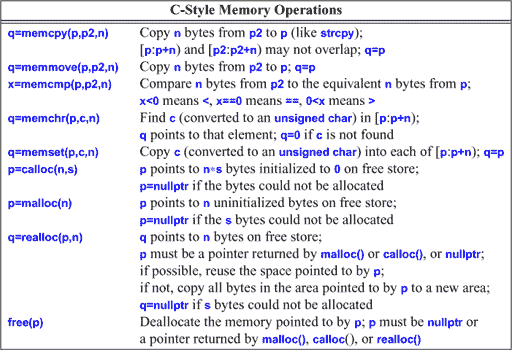 C-Style Memory Operations
q=memcpy(p,p2,n) Copy n bytes from p2 to p (like strcpy);
[p:p+n) and [p2:p2+n) may not overlap; q=p
q=memmove(p,p2,n) Copy n bytes from p2 to p; q=p
x=memcmp(p,p2,n) Compare n bytes from p2 to the equivalent n bytes from p;
x<0 means <, x==0 means ==, 0<x means >
q=memchr(p,c,n) Find c (converted to an unsigned char) in [p:p+n);
q points to that element; q=0 if c is not found
q=memset(p,c,n) Copy c (converted to an unsigned char) into each of [p:p+n); q=p
p=calloc(n,s) p points to n∗s bytes initialized to 0 on free store;
p=nullptr if the bytes could not be allocated
p=malloc(n) p points to n uninitialized bytes on free store;
p=nullptr if the s bytes could not be allocated
q=realloc(p,n) q points to n bytes on free store;
p must be a pointer returned by malloc() or calloc(), or nullptr;
if possible, reuse the space pointed to by p;
if not, copy all bytes in the area pointed to by p to a new area;
q=nullptr if s bytes could not be allocated
free(p) Deallocate the memory pointed to by p; p must be nullptr or
a pointer returned by malloc(), calloc(), or realloc()